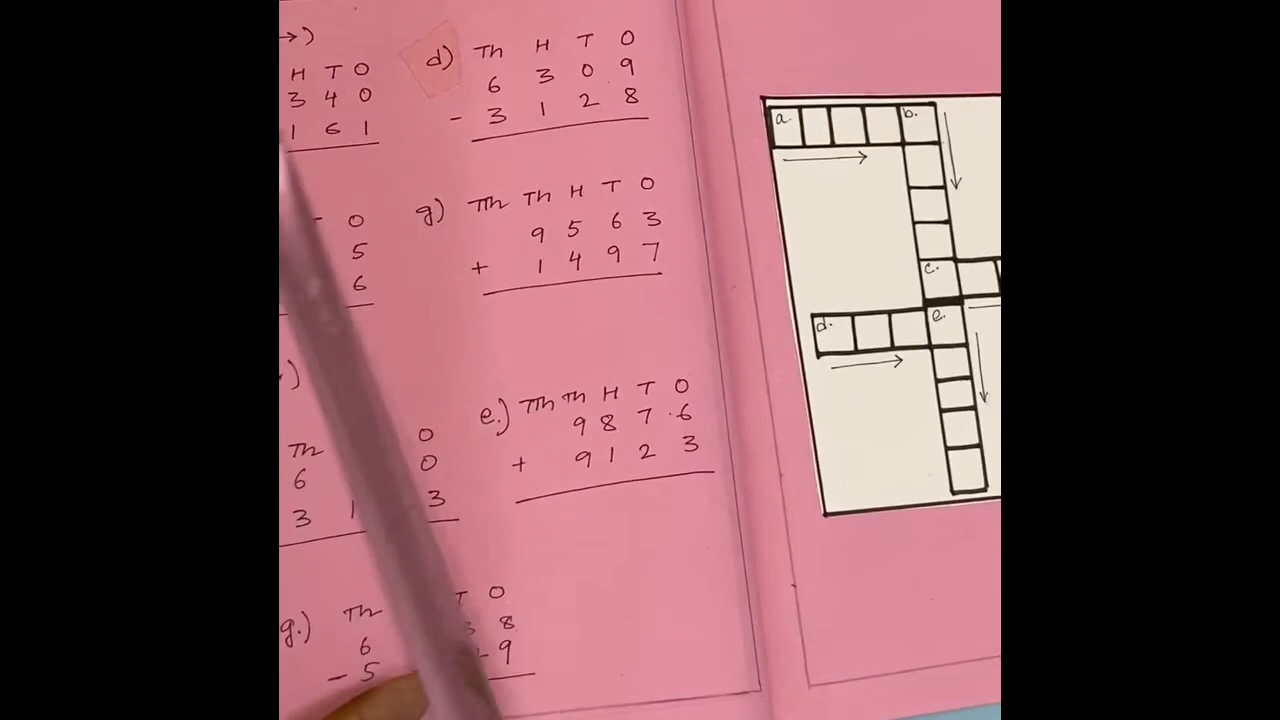 →)
H T O
3 4 0
1 6 1
d) Th H T O
6 3 0 9
- 3 1 2 8
O
5
6
g) TTh Th H T O
9 5 6 3
+ 1 4 9 7
)
Th O
6 0
3 1 3
e.) TTh Th H T O
9 8 7 6
+ 9 1 2 3
g.) Th T O
6 3 8
- 5 9
a. b.
c.
d. e.